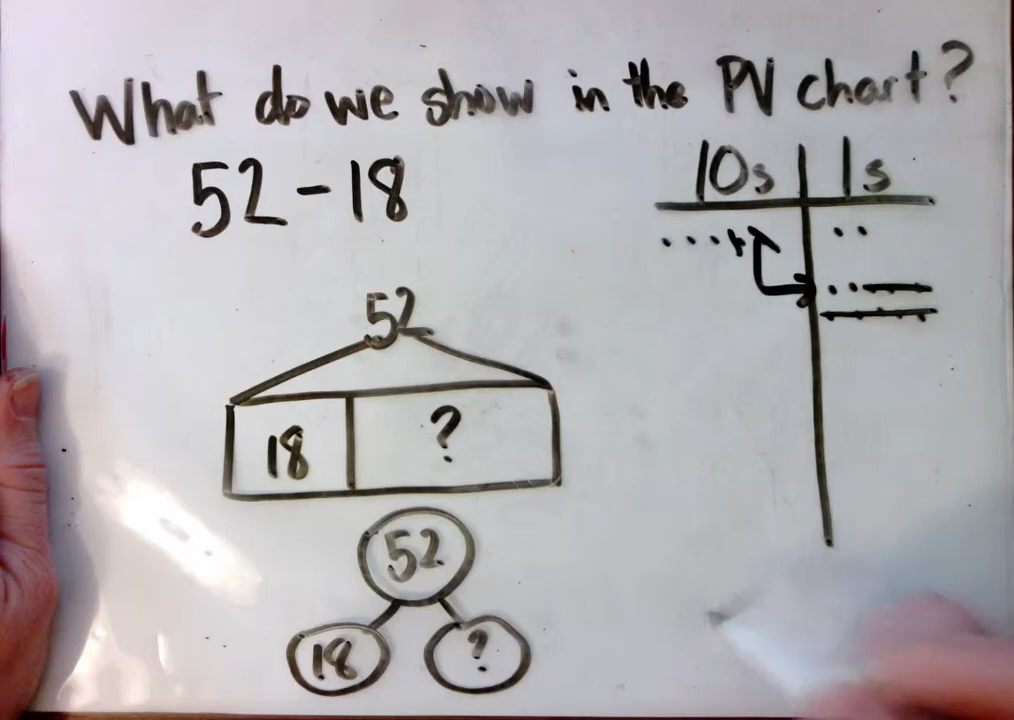 What do we show in the PV chart?
52 - 18
10s 1s
52
18 ?
52
18 ?